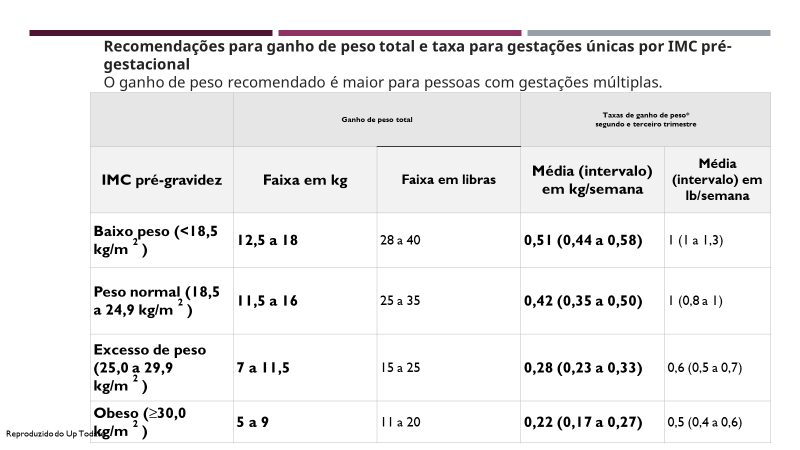 Recomendações para ganho de peso total e taxa para gestações únicas por IMC pré-
gestacional
O ganho de peso recomendado é maior para pessoas com gestações múltiplas.
Ganho de peso total
Taxas de ganho de peso*
segundo e terceiro trimestre
IMC pré-gravidez
Faixa em kg
Faixa em libras
Média (intervalo)
em kg/semana
Média
(intervalo) em
lb/semana
Baixo peso (<18,5
kg/m 2 )
12,5 a 18
28 a 40
0,51 (0,44 a 0,58)
1 (1 a 1,3)
Peso normal (18,5
a 24,9 kg/m 2 )
11,5 a 16
25 a 35
0,42 (0,35 a 0,50)
1 (0,8 a 1)
Excesso de peso
(25,0 a 29,9
kg/m 2 )
7 a 11,5
15 a 25
0,28 (0,23 a 0,33)
0,6 (0,5 a 0,7)
Obeso (≥30,0
kg/m 2 )
5 a 9
11 a 20
0,22 (0,17 a 0,27)
0,5 (0,4 a 0,6)
Reproduzido do Up